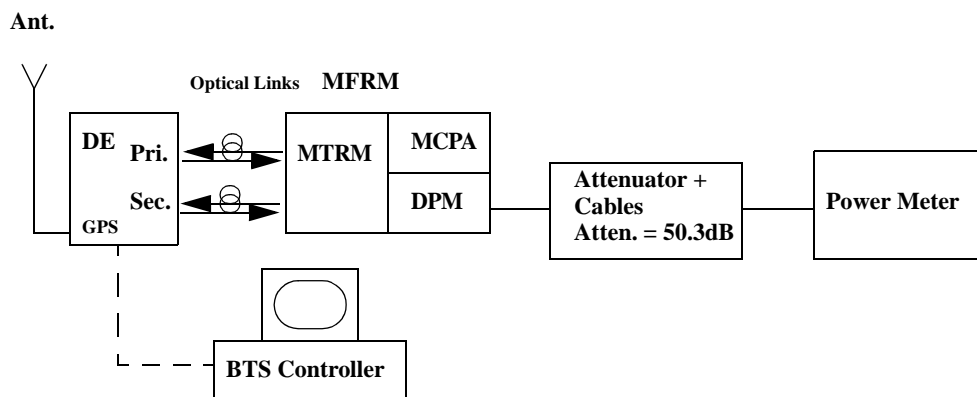 Ant.
Optical Links MFRM
DE
Pri.
Sec.
GPS
MTRM
MCPA
DPM
Attenuator +
Cables
Atten. = 50.3dB
Power Meter
BTS Controller